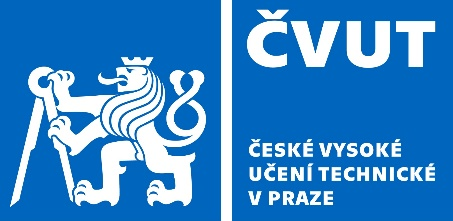 ČVUT
ČESKÉ VYSOKÉ
UČENÍ TECHNICKÉ
V PRAZE